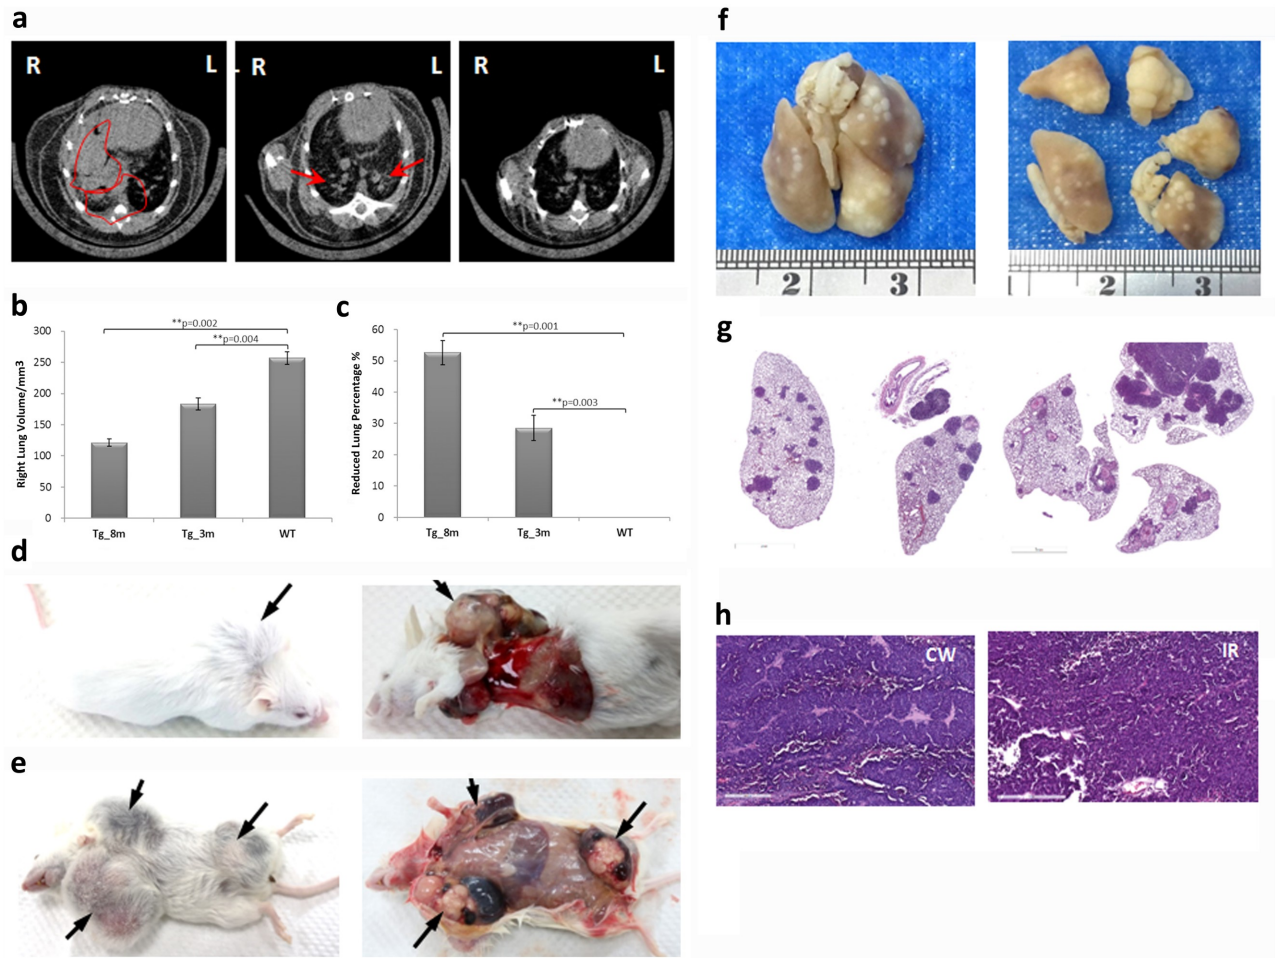 a
R
L
L
R
L
R
L
b
300
250
200
150
100
50
0
Right Lung Volume/mm3
**p=0.002
**p=0.004
Tg_8m
Tg_3m
WT
c
60
50
40
30
20
10
0
Reduced Lung Percentage %
**p=0.001
**p=0.003
Tg_8m
Tg_3m
WT
d
e
f
2
3
2
3
g
h
CW
IR